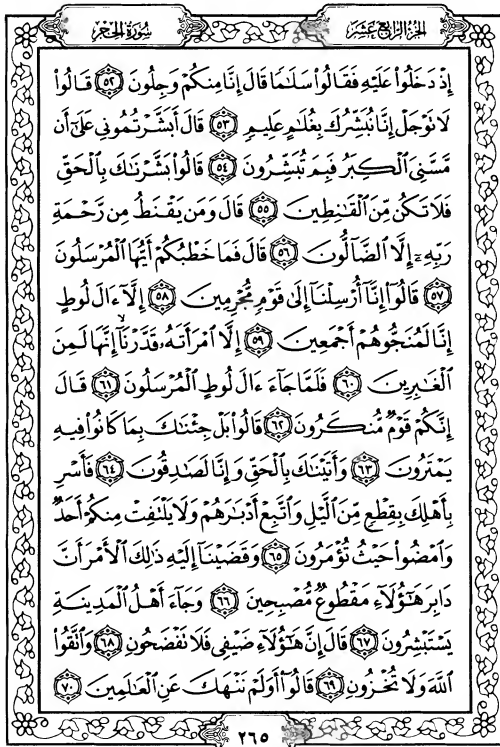 سُورَةُ الحِجْرِ
الجُزْءُ الرَّابِعُ عَشَرَ
إِذْ دَخَلُوا۟ عَلَيْهِ فَقَالُوا۟ سَلَـٰمًا قَالَ إِنَّا مِنكُمْ وَجِلُونَ ٥٢ قَالُوا۟
لَا تَوْجَلْ إِنَّا نُبَشِّرُكَ بِغُلَـٰمٍ عَلِيمٍ ٥٣ قَالَ أَبَشَّرْتُمُونِى عَلَىٰٓ أَن
مَّسَّنِىَ ٱلْكِبَرُ فَبِمَ تُبَشِّرُونَ ٥٤ قَالُوا۟ بَشَّرْنَـٰكَ بِٱلْحَقِّ
فَلَا تَكُن مِّنَ ٱلْقَـٰنِطِينَ ٥٥ قَالَ وَمَن يَقْنَطُ مِن رَّحْمَةِ
رَبِّهِۦٓ إِلَّا ٱلضَّآلُّونَ ٥٦ قَالَ فَمَا خَطْبُكُمْ أَيُّهَا ٱلْمُرْسَلُونَ
٥٧ قَالُوٓا۟ إِنَّآ أُرْسِلْنَآ إِلَىٰ قَوْمٍ مُّجْرِمِينَ ٥٨ إِلَّآ ءَالَ لُوطٍ
إِنَّا لَمُنَجُّوهُمْ أَجْمَعِينَ ٥٩ إِلَّا ٱمْرَأَتَهُۥ قَدَّرْنَآ ۙ إِنَّهَا لَمِنَ
ٱلْغَـٰبِرِينَ ٦٠ فَلَمَّا جَآءَ ءَالَ لُوطٍ ٱلْمُرْسَلُونَ ٦١ قَالَ
إِنَّكُمْ قَوْمٌ مُّنكَرُونَ ٦٢ قَالُوا۟ بَلْ جِئْنَـٰكَ بِمَا كَانُوا۟ فِيهِ
يَمْتَرُونَ ٦٣ وَأَتَيْنَـٰكَ بِٱلْحَقِّ وَإِنَّا لَصَـٰدِقُونَ ٦٤ فَأَسْرِ
بِأَهْلِكَ بِقِطْعٍ مِّنَ ٱلَّيْلِ وَٱتَّبِعْ أَدْبَـٰرَهُمْ وَلَا يَلْتَفِتْ مِنكُمْ أَحَدٌ
وَٱمْضُوا۟ حَيْثُ تُؤْمَرُونَ ٦٥ وَقَضَيْنَآ إِلَيْهِ ذَٰلِكَ ٱلْأَمْرَ أَنَّ
دَابِرَ هَـٰٓؤُلَآءِ مَقْطُوعٌ مُّصْبِحِينَ ٦٦ وَجَآءَ أَهْلُ ٱلْمَدِينَةِ
يَسْتَبْشِرُونَ ٦٧ قَالَ إِنَّ هَـٰٓؤُلَآءِ ضَيْفِى فَلَا تَفْضَحُونِ ٦٨ وَٱتَّقُوا۟
ٱللَّهَ وَلَا تُخْزُونِ ٦٩ قَالُوٓا۟ أَوَلَمْ نَنْهَكَ عَنِ ٱلْعَـٰلَمِينَ ٧٠
٢٦٥